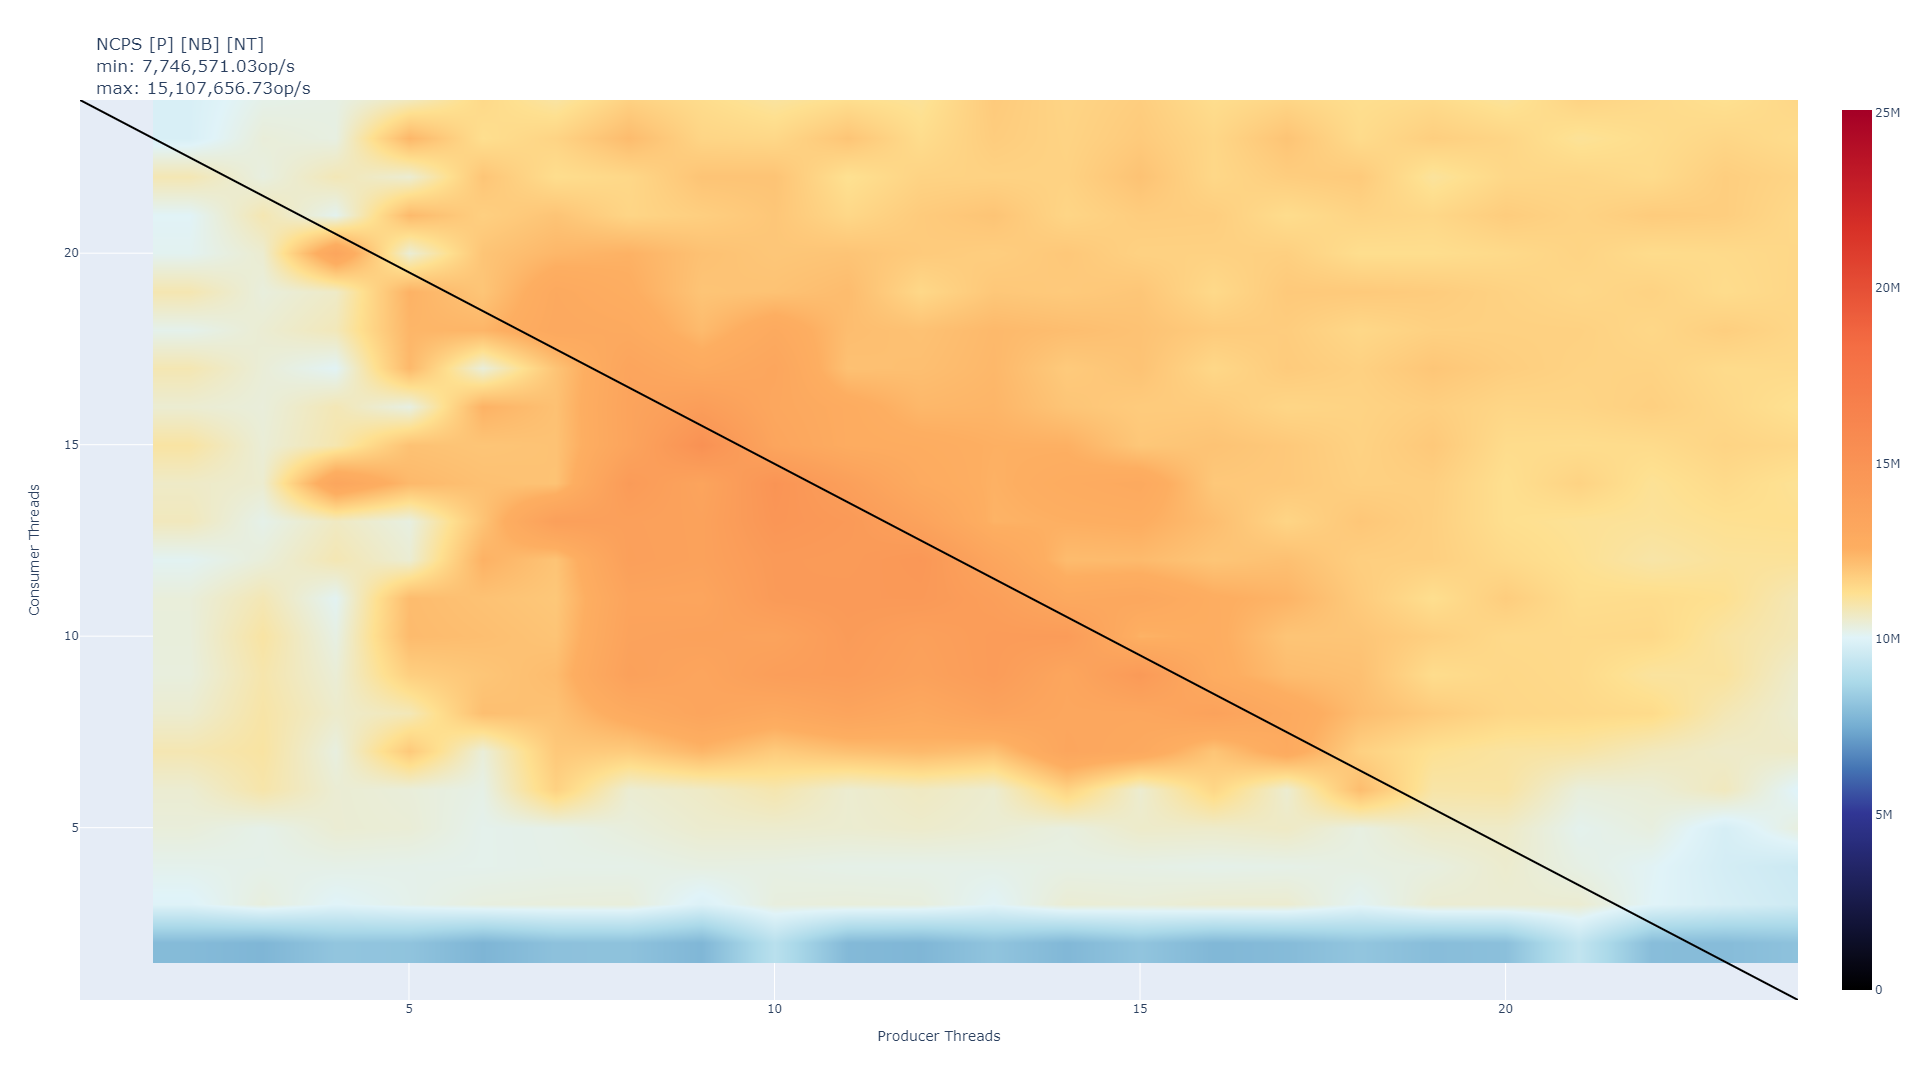 NCPS [P] [NB] [NT]
min: 7,746,571.03op/s
max: 15,107,656.73op/s
25M
20M
15M
10M
5M
0
20
15
10
5
Consumer Threads
5
10
15
20
Producer Threads